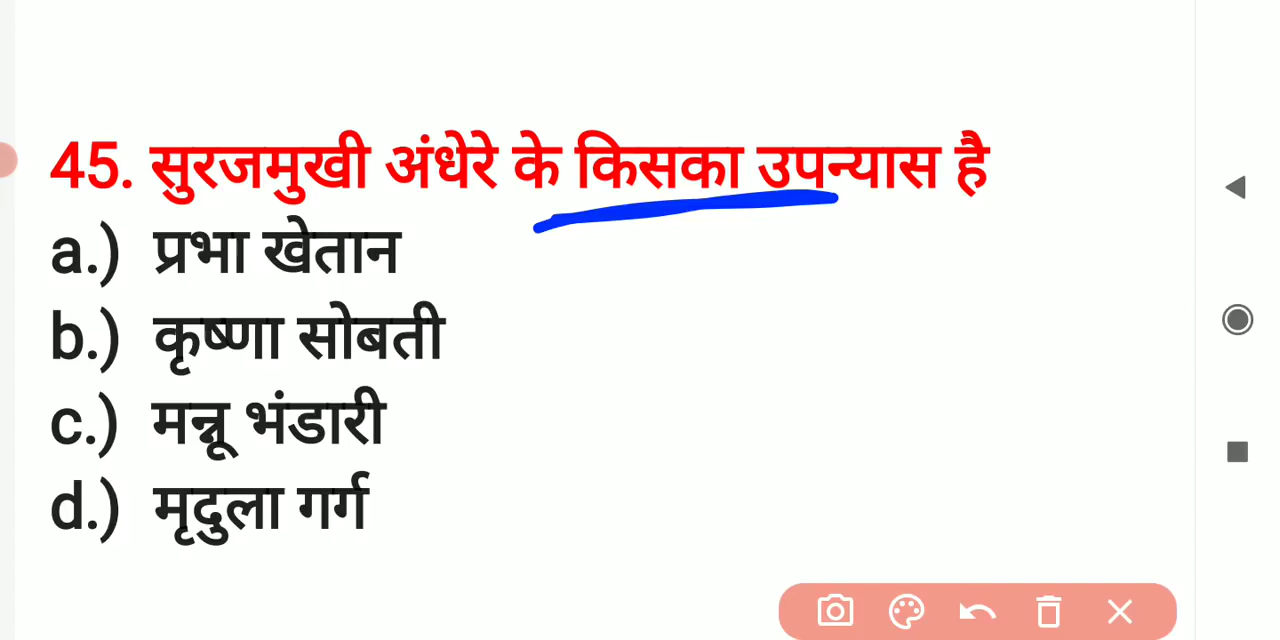 45. सुरजमुखी अंधेरे के किसका उपन्यास है
a.) प्रभा खेतान
b.) कृष्णा सोबती
c.) मन्नू भंडारी
d.) मृदुला गर्ग